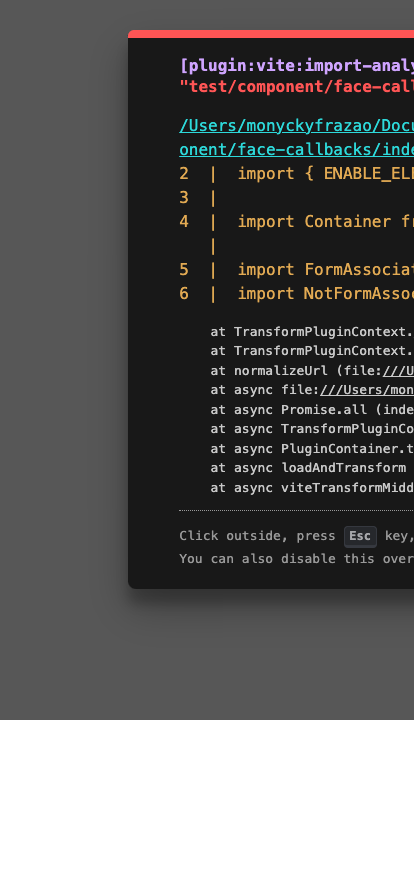 [plugin:vite:import-analy
"test/component/face-call
/Users/monyckyfrazao/Docu
onent/face-callbacks/inde
2  |  import { ENABLE_ELE
3  |
4  |  import Container fr
   |
5  |  import FormAssociat
6  |  import NotFormAssoc
at TransformPluginContext.
at TransformPluginContext.
at normalizeUrl (file:///U
at async file:///Users/mon
at async Promise.all (inde
at async TransformPluginCo
at async PluginContainer.t
at async loadAndTransform
at async viteTransformMidd
Click outside, press Esc key,
You can also disable this over